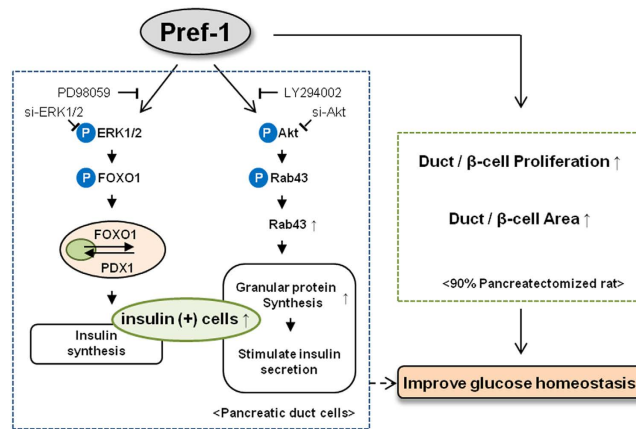 Pref-1
PD98059
LY294002
si-ERK1/2
si-Akt
P ERK1/2
P Akt
P FOXO1
P Rab43
Rab43 ↑
FOXO1
PDX1
Granular protein
Synthesis ↑
insulin (+) cells ↑
Insulin
synthesis
Stimulate insulin
secretion
<Pancreatic duct cells>
Duct / β-cell Proliferation ↑
Duct / β-cell Area ↑
<90% Pancreatectomized rat>
Improve glucose homeostasis